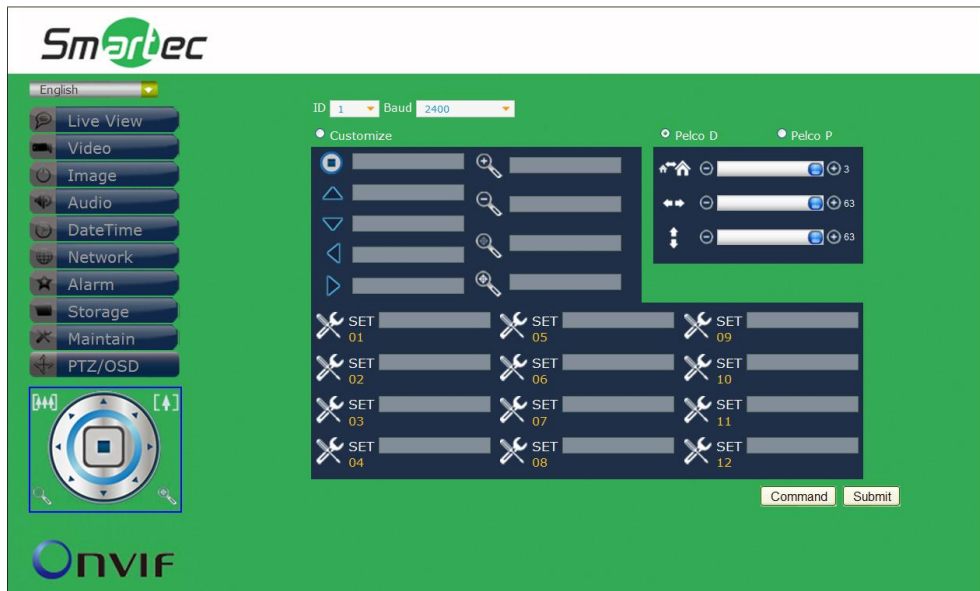 Smartec
English
ID 1 Baud 2400
Customize
Pelco D Pelco P
Live View
Video
Image
Audio
DateTime
Network
Alarm
Storage
Maintain
PTZ/OSD
3
63
63
SET 01
SET 05
SET 09
SET 02
SET 06
SET 10
SET 03
SET 07
SET 11
SET 04
SET 08
SET 12
Command Submit
ONVIF